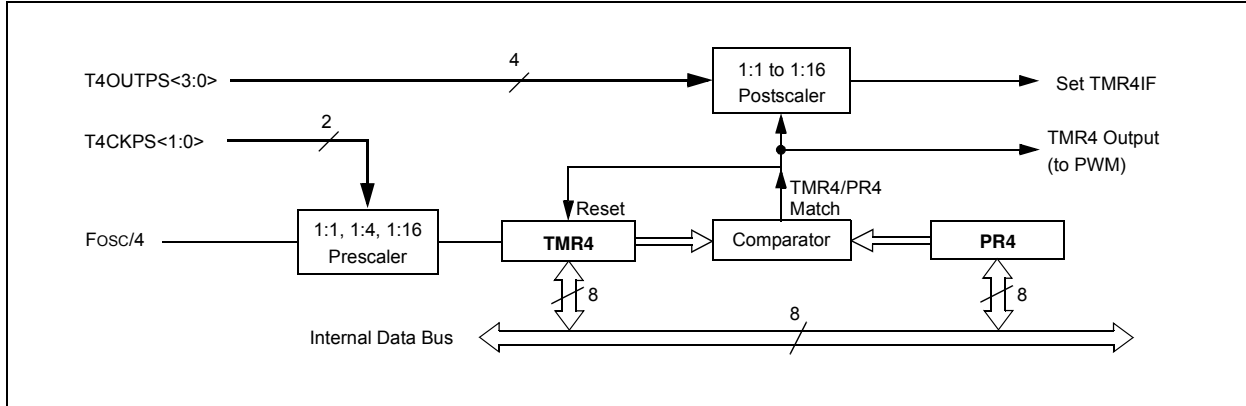 T4OUTPS<3:0>
4
1:1 to 1:16
Postscaler
Set TMR4IF
T4CKPS<1:0>
2
TMR4 Output
(to PWM)
TMR4/PR4
Match
Reset
FOSC/4
1:1, 1:4, 1:16
Prescaler
TMR4
Comparator
PR4
8
8
8
Internal Data Bus